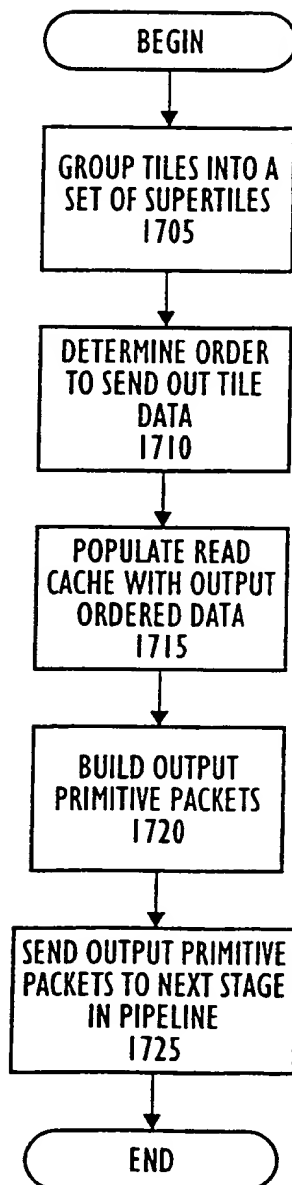 BEGIN
GROUP TILES INTO A
SET OF SUPERTILES
1705
DETERMINE ORDER
TO SEND OUT TILE
DATA
1710
POPULATE READ
CACHE WITH OUTPUT
ORDERED DATA
1715
BUILD OUTPUT
PRIMITIVE PACKETS
1720
SEND OUTPUT PRIMITIVE
PACKETS TO NEXT STAGE
IN PIPELINE
1725
END